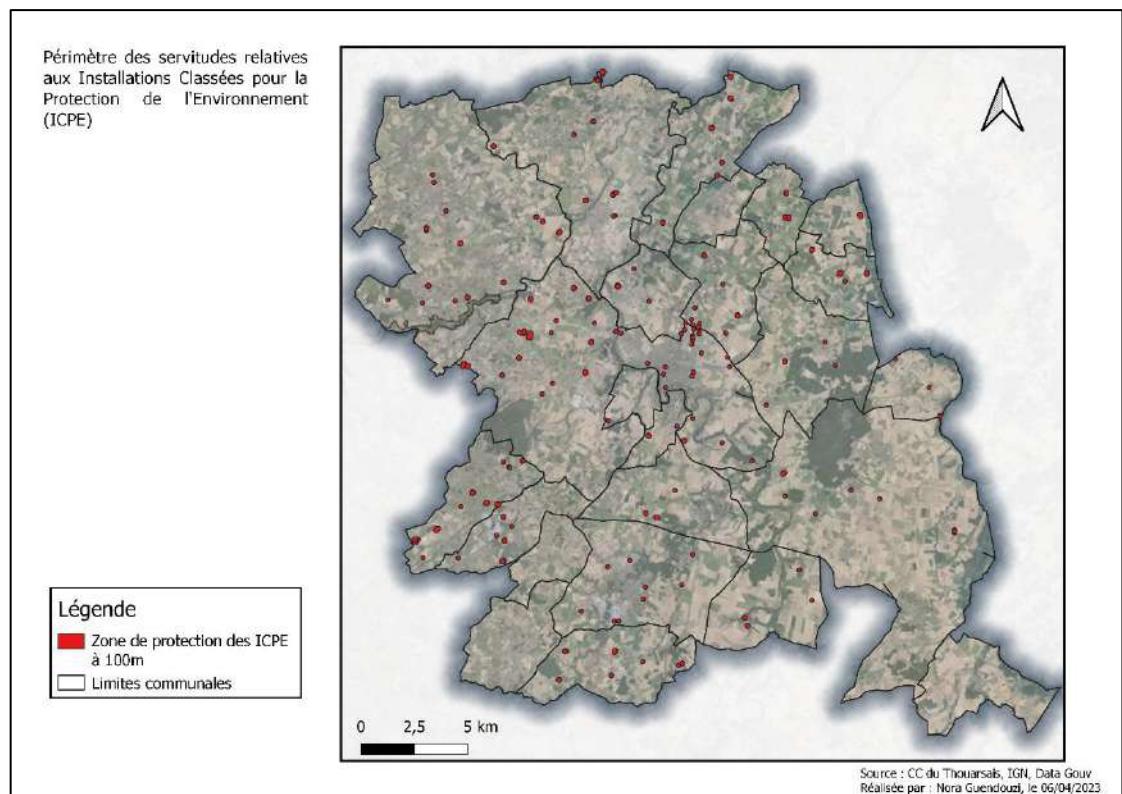 Périmètre des servitudes relatives
aux Installations Classées pour la
Protection de l'Environnement
(ICPE)
Légende
Zone de protection des ICPE
à 100m
Limites communales
0 2,5 5 km
Source : CC du Thouarsais, IGN, Data Gouv
Réalisée par : Nora Guendouzi, le 06/04/2023